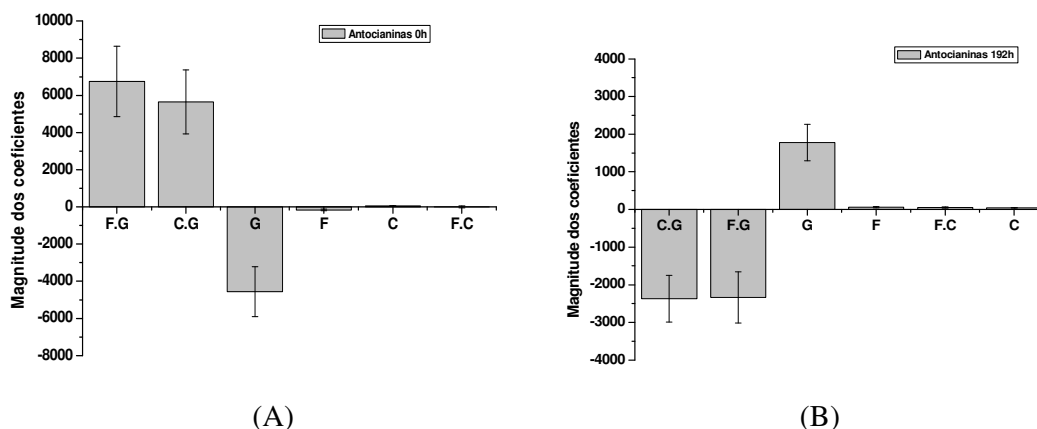 Antocianinas 0h
Magnitude dos coeficientes
10000
8000
6000
4000
2000
0
-2000
-4000
-6000
-8000
F.G
C.G
G
F
C
F.C
(A)
Antocianinas 192h
Magnitude dos coeficientes
4000
3000
2000
1000
0
-1000
-2000
-3000
-4000
C.G
F.G
G
F
F.C
C
(B)